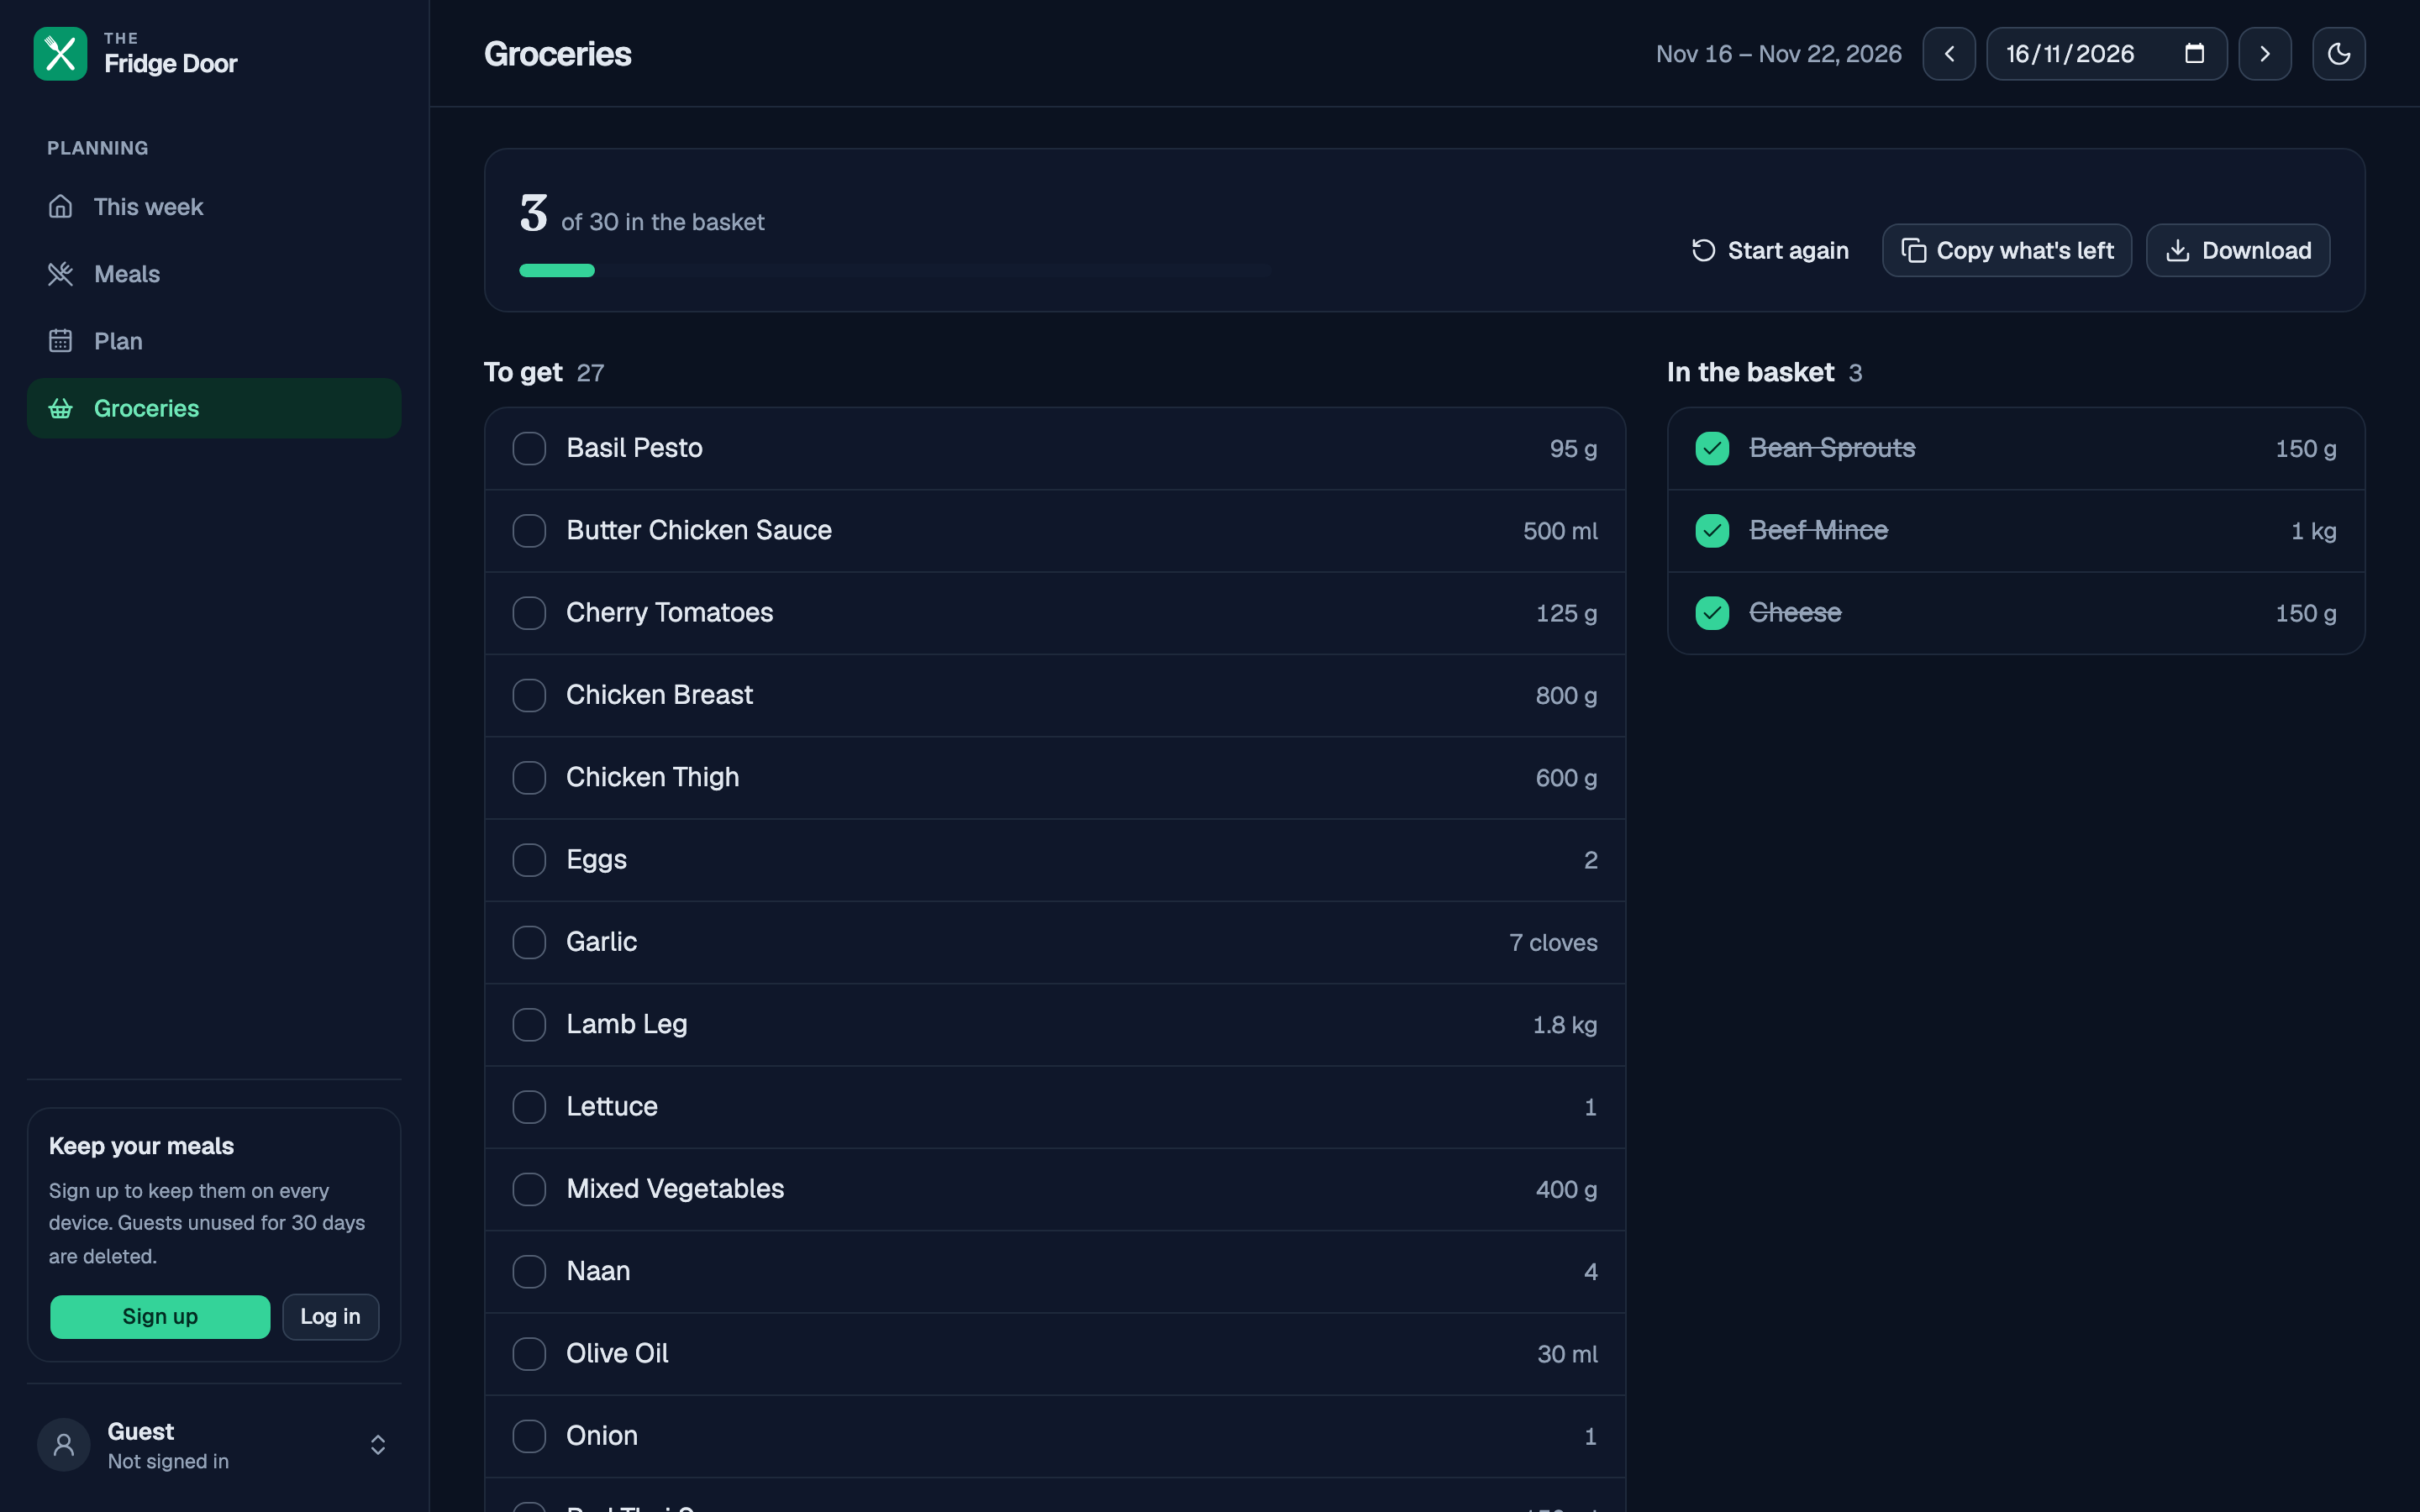 THE
Fridge Door
PLANNING
This week
Meals
Plan
Groceries
Keep your meals
Sign up to keep them on every
device. Guests unused for 30 days
are deleted.
Sign up
Log in
Guest
Not signed in
Groceries
Nov 16 – Nov 22, 2026
16/11/2026
3 of 30 in the basket
Start again
Copy what's left
Download
To get 27
Basil Pesto 95 g
Butter Chicken Sauce 500 ml
Cherry Tomatoes 125 g
Chicken Breast 800 g
Chicken Thigh 600 g
Eggs 2
Garlic 7 cloves
Lamb Leg 1.8 kg
Lettuce 1
Mixed Vegetables 400 g
Naan 4
Olive Oil 30 ml
Onion 1
In the basket 3
Bean Sprouts 150 g
Beef Mince 1 kg
Cheese 150 g